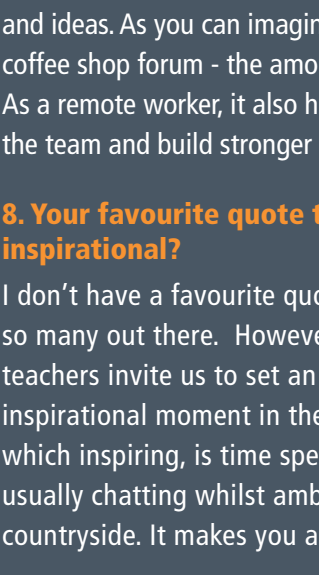 and ideas. As you can imagin
coffee shop forum - the amo
As a remote worker, it also h
the team and build stronger
8. Your favourite quote t
inspirational?
I don’t have a favourite quo
so many out there.  Howeve
teachers invite us to set an
inspirational moment in the
which inspiring, is time spe
usually chatting whilst amb
countryside. It makes you a